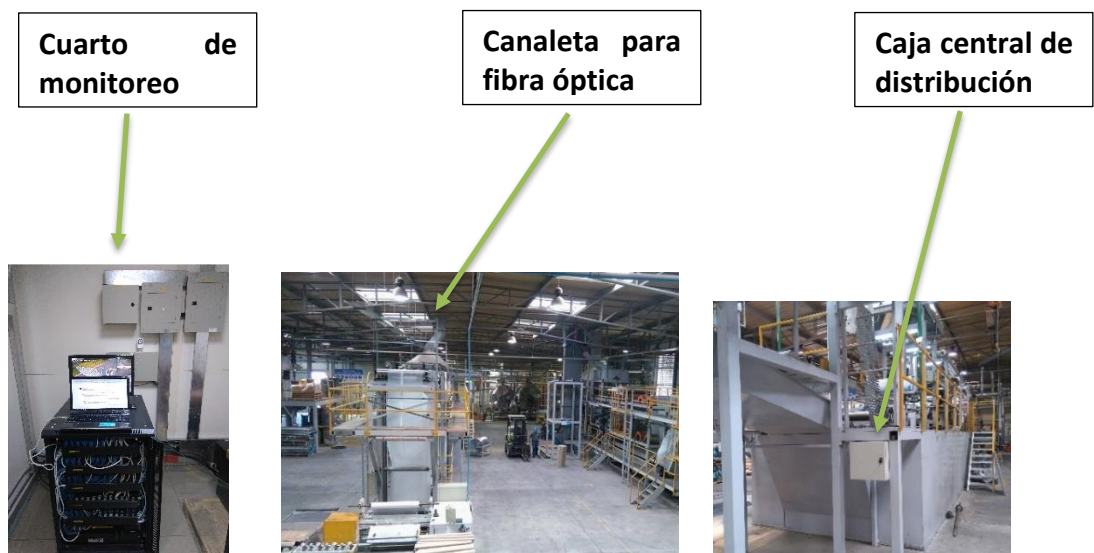 Cuarto de
monitoreo
Canaleta para
fibra óptica
Caja central de
distribución